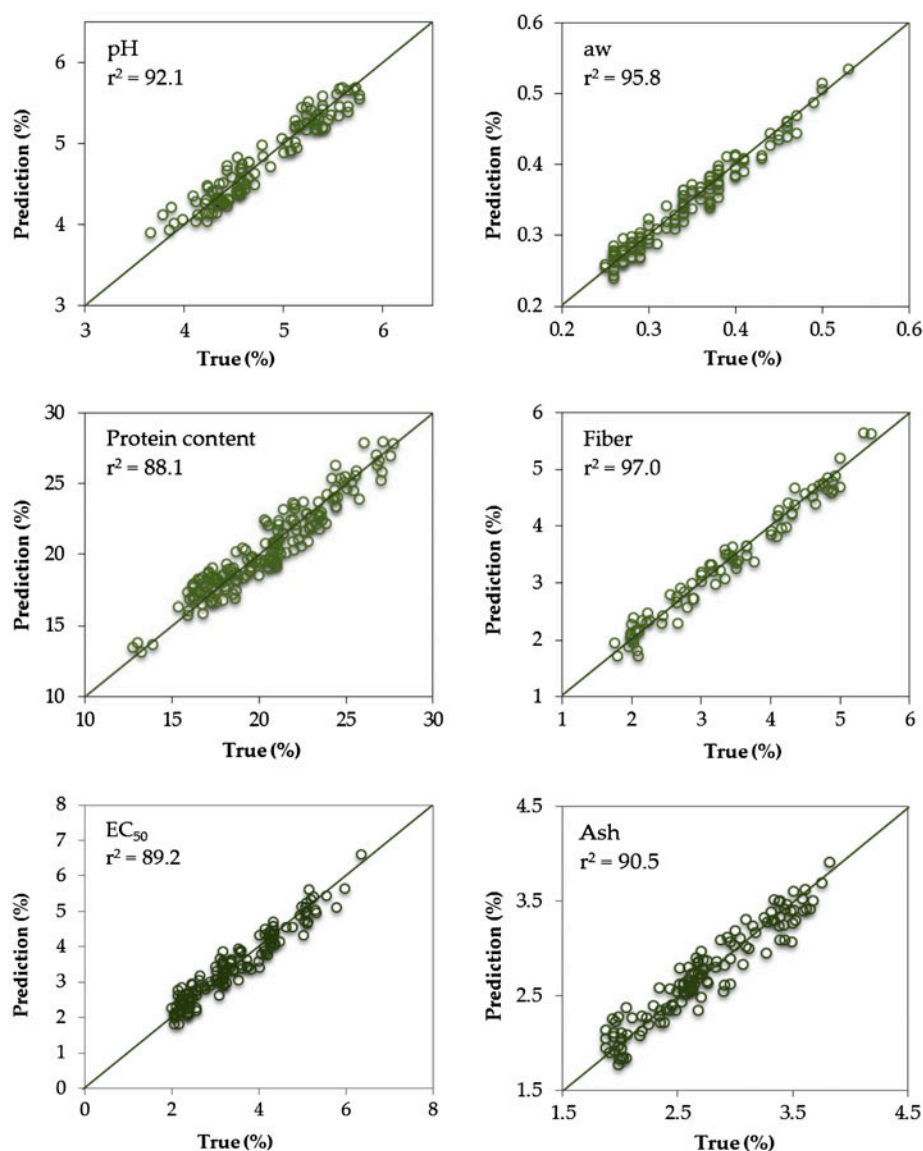 pH
r² = 92.1
6
5
4
3
3 4 5 6
Prediction (%)
True (%)
aw
r² = 95.8
0.6
0.5
0.4
0.3
0.2
0.2 0.3 0.4 0.5 0.6
Prediction (%)
True (%)
Protein content
r² = 88.1
30
25
20
15
10
10 15 20 25 30
Prediction (%)
True (%)
Fiber
r² = 97.0
6
5
4
3
2
1
1 2 3 4 5 6
Prediction (%)
True (%)
EC₅₀
r² = 89.2
8
7
6
5
4
3
2
1
0
0 2 4 6 8
Prediction (%)
True (%)
Ash
r² = 90.5
4.5
3.5
2.5
1.5
1.5 2.5 3.5 4.5
Prediction (%)
True (%)